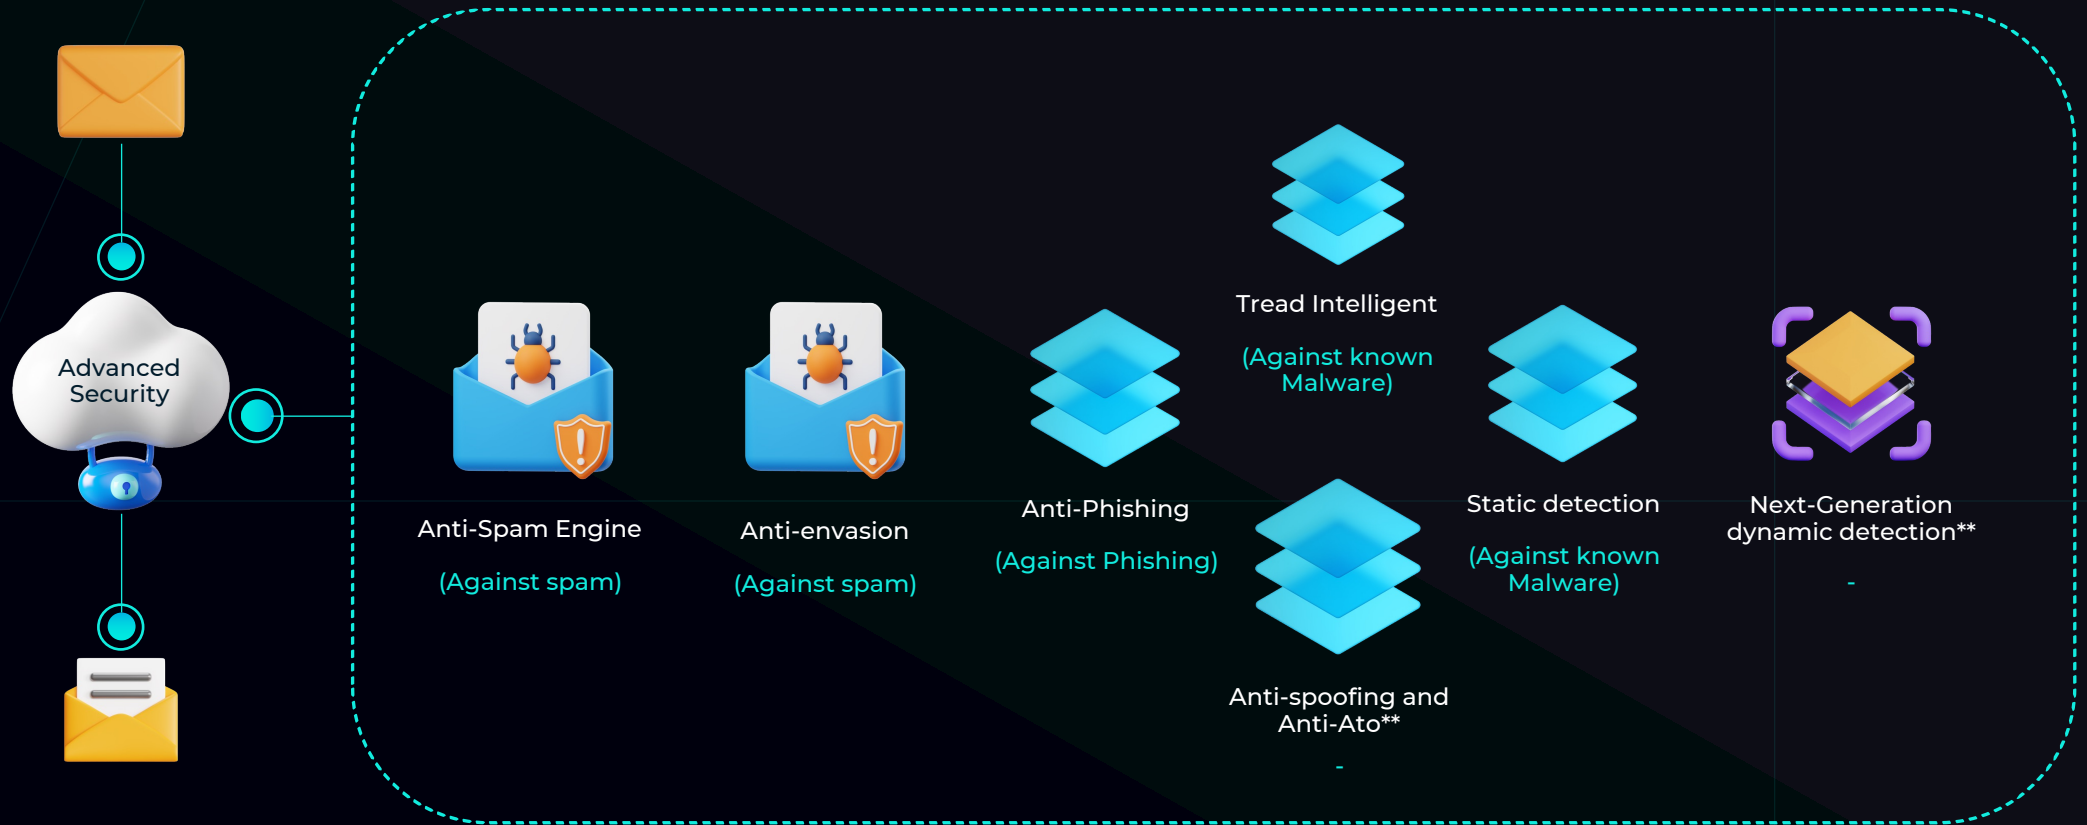 Advanced
Security
Anti-Spam Engine
(Against spam)
Anti-envasion
(Against spam)
Anti-Phishing
(Against Phishing)
Tread Intelligent
(Against known
Malware)
Anti-spoofing and
Anti-Ato**
-
Static detection
(Against known
Malware)
Next-Generation
dynamic detection**
-